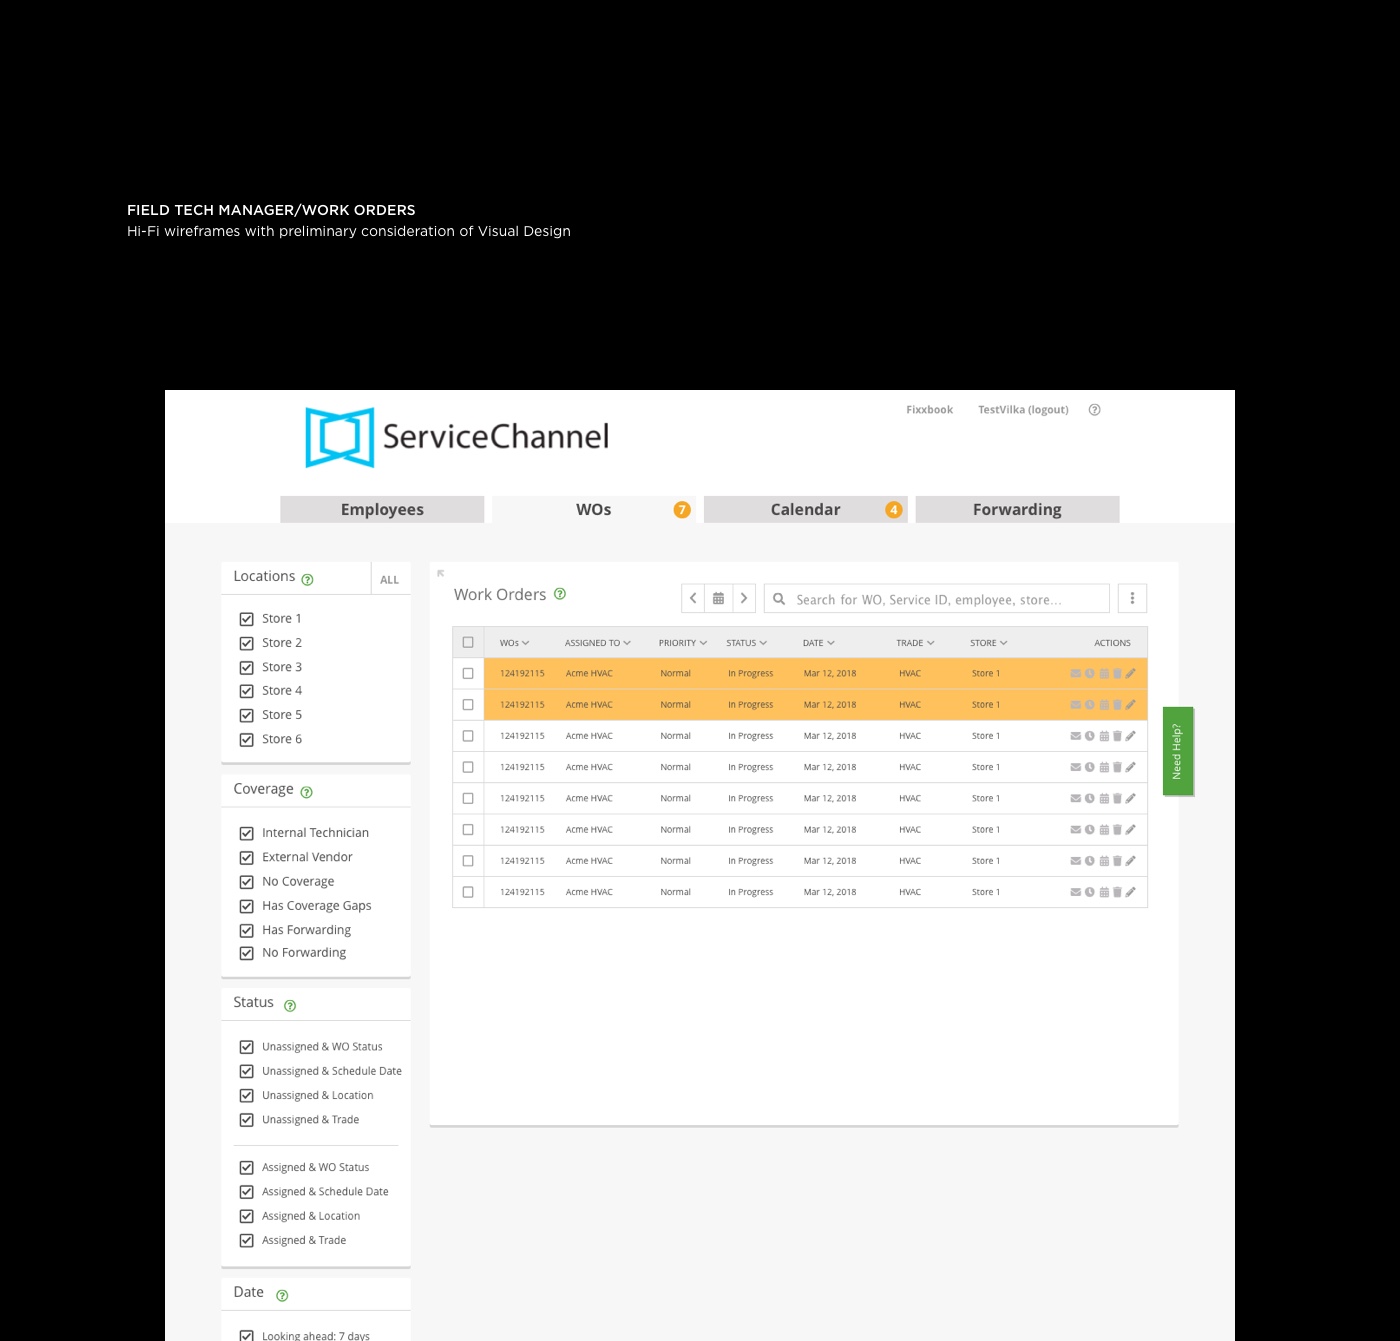 FIELD TECH MANAGER/WORK ORDERS
Hi-Fi wireframes with preliminary consideration of Visual Design
Fixxbook TestVilka (logout)
ServiceChannel
Employees WOs 7 Calendar 4 Forwarding
Locations ALL
Store 1
Store 2
Store 3
Store 4
Store 5
Store 6
Coverage
Internal Technician
External Vendor
No Coverage
Has Coverage Gaps
Has Forwarding
No Forwarding
Status
Unassigned & WO Status
Unassigned & Schedule Date
Unassigned & Location
Unassigned & Trade
Assigned & WO Status
Assigned & Schedule Date
Assigned & Location
Assigned & Trade
Date
Looking ahead: 7 days
Work Orders
Search for WO, Service ID, employee, store...
WOs ASSIGNED TO PRIORITY STATUS DATE TRADE STORE ACTIONS
124192115 Acme HVAC Normal In Progress Mar 12, 2018 HVAC Store 1
124192115 Acme HVAC Normal In Progress Mar 12, 2018 HVAC Store 1
124192115 Acme HVAC Normal In Progress Mar 12, 2018 HVAC Store 1
124192115 Acme HVAC Normal In Progress Mar 12, 2018 HVAC Store 1
124192115 Acme HVAC Normal In Progress Mar 12, 2018 HVAC Store 1
124192115 Acme HVAC Normal In Progress Mar 12, 2018 HVAC Store 1
124192115 Acme HVAC Normal In Progress Mar 12, 2018 HVAC Store 1
124192115 Acme HVAC Normal In Progress Mar 12, 2018 HVAC Store 1
Need Help?